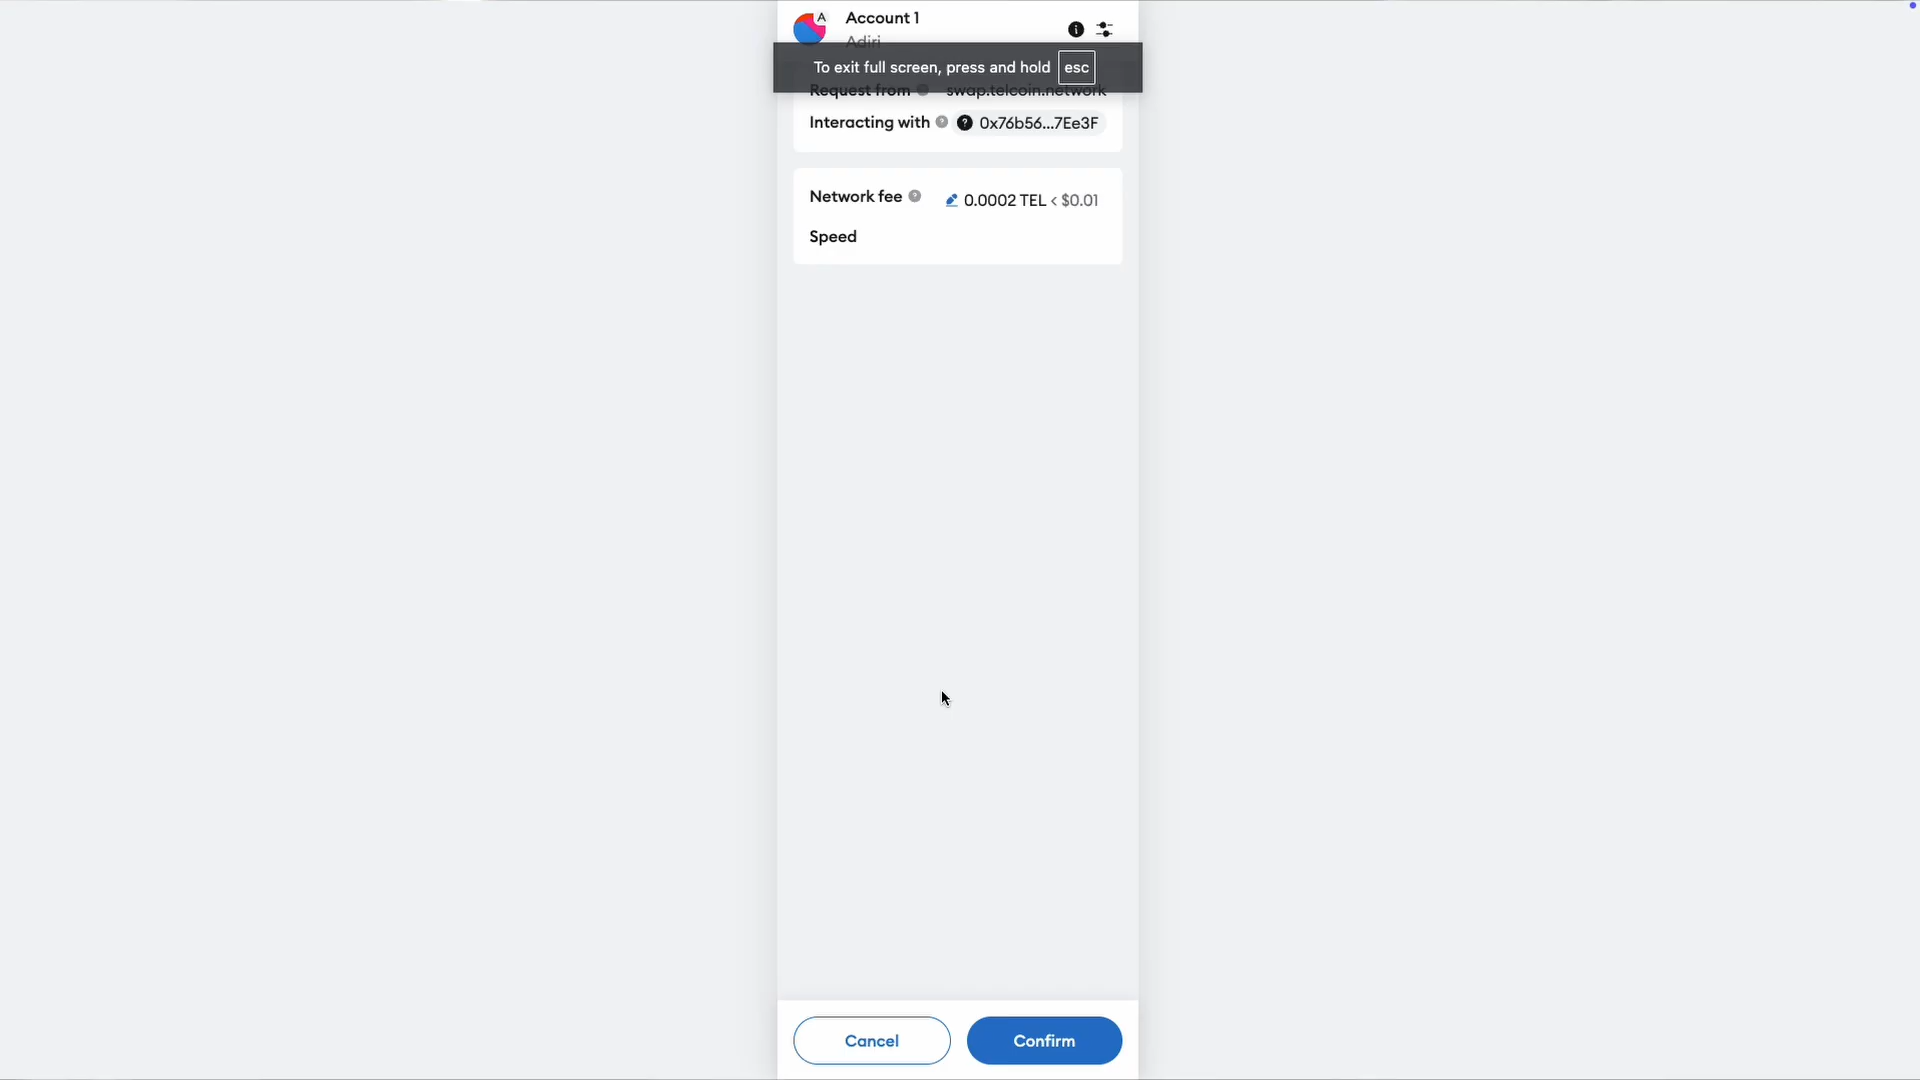 A
Account 1
Adiri
To exit full screen, press and hold esc
Request from ? swap.telcoin.network
Interacting with ? ? 0x76b56...7Ee3F
Network fee ? 0.0002 TEL < $0.01
Speed
Cancel
Confirm